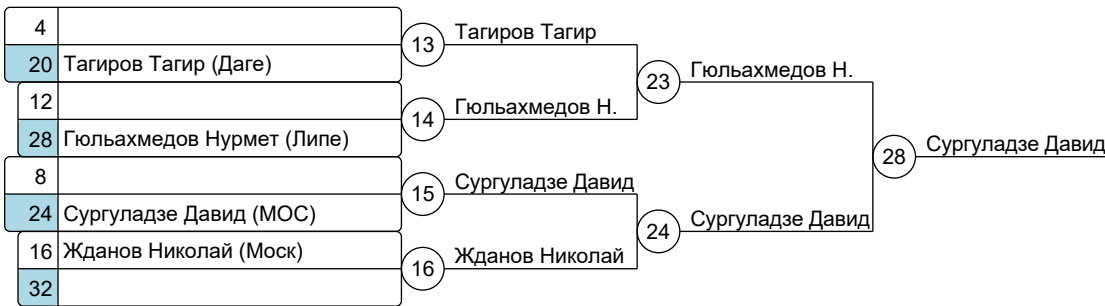 4
20 Тагиров Тагир (Даге)
12
28 Гюльахмедов Нурмет (Липе)
8
24 Сургуладзе Давид (МОС)
16 Жданов Николай (Моск)
32
13 Тагиров Тагир
14 Гюльахмедов Н.
15 Сургуладзе Давид
16 Жданов Николай
23 Гюльахмедов Н.
24 Сургуладзе Давид
28 Сургуладзе Давид